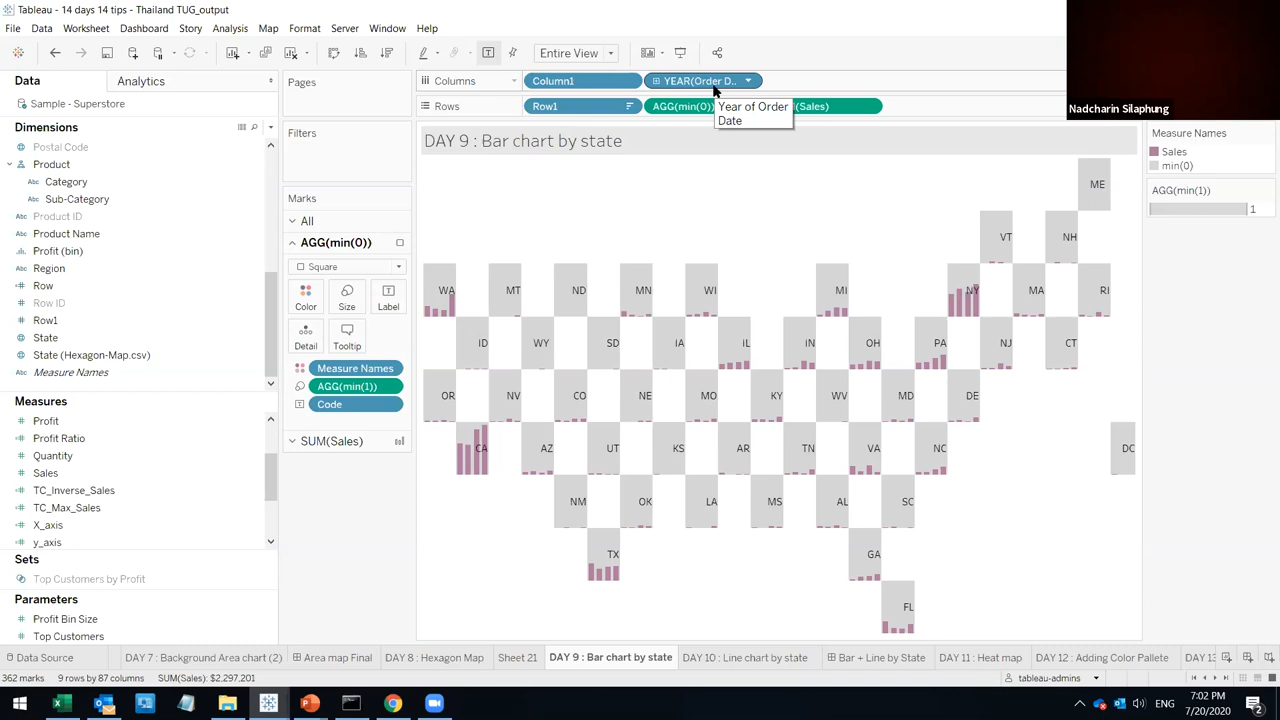 Tableau - 14 days 14 tips - Thailand TUG_output
File Data Worksheet Dashboard Story Analysis Map Format Server Window Help
Entire View
Nadcharin Silaphung
Data Analytics
Sample - Superstore
Dimensions
Postal Code
Product
Abc Category
Abc Sub-Category
Abc Product ID
Abc Product Name
Profit (bin)
Abc Region
# Row
Abc Row ID
Abc Row1
State
State (Hexagon-Map.csv)
Abc Measure Names
Measures
# Profit
# Profit Ratio
# Quantity
# Sales
# TC_Inverse_Sales
# TC_Max_Sales
# X_axis
# y_axis
Sets
Top Customers by Profit
Parameters
# Profit Bin Size
# Top Customers
Pages
Filters
Marks
All
AGG(min(0))
Square
Color Size Label
Detail Tooltip
Measure Names
AGG(min(1))
Code
SUM(Sales)
Columns Column1 YEAR(Order D..
Rows Row1 AGG(min(0)) (Sales)
Year of Order
Date
DAY 9 : Bar chart by state
ME
VT NH
WA MT ND MN WI MI NY MA RI
ID WY SD IA IL IN OH PA NJ CT
OR NV CO NE MO KY WV MD DE
CA AZ UT KS AR TN VA NC DC
NM OK LA MS AL SC
TX GA
FL
Measure Names
Sales
min(0)
AGG(min(1))
1
Data Source DAY 7 : Background Area chart (2) Area map Final DAY 8 : Hexagon Map Sheet 21 DAY 9 : Bar chart by state DAY 10 : Line chart by state Bar + Line by State DAY 11 : Heat map DAY 12 : Adding Color Pallete DAY 13
362 marks 9 rows by 87 columns SUM(Sales): $2,297,201 tableau-admins
ENG
7:02 PM
7/20/2020
2